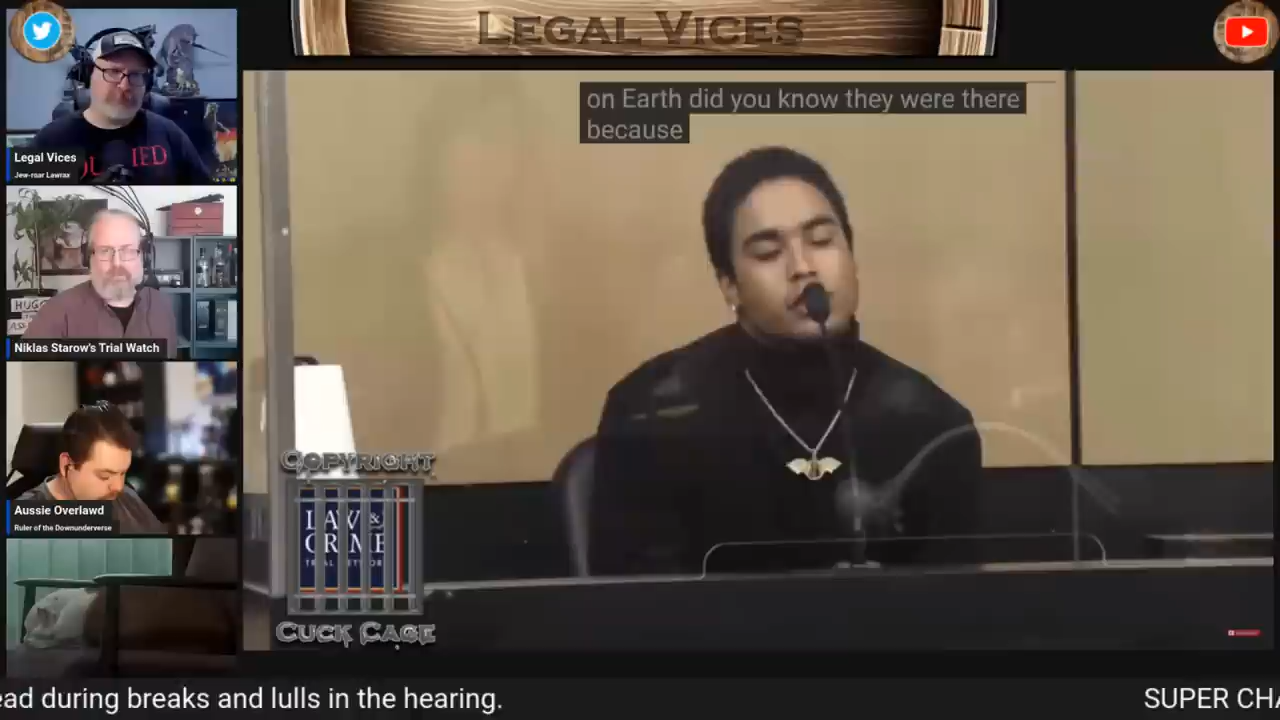 LEGAL VICES
on Earth did you know they were there
because
Legal Vices
Jew-roar Lawrax
Niklas Starow's Trial Watch
HUGG
Aussie Overlawd
Ruler of the Downunderverse
COPYRIGHT
LAW &
CRIME
CUCK CAGE
ead during breaks and lulls in the hearing.
SUPER CHA